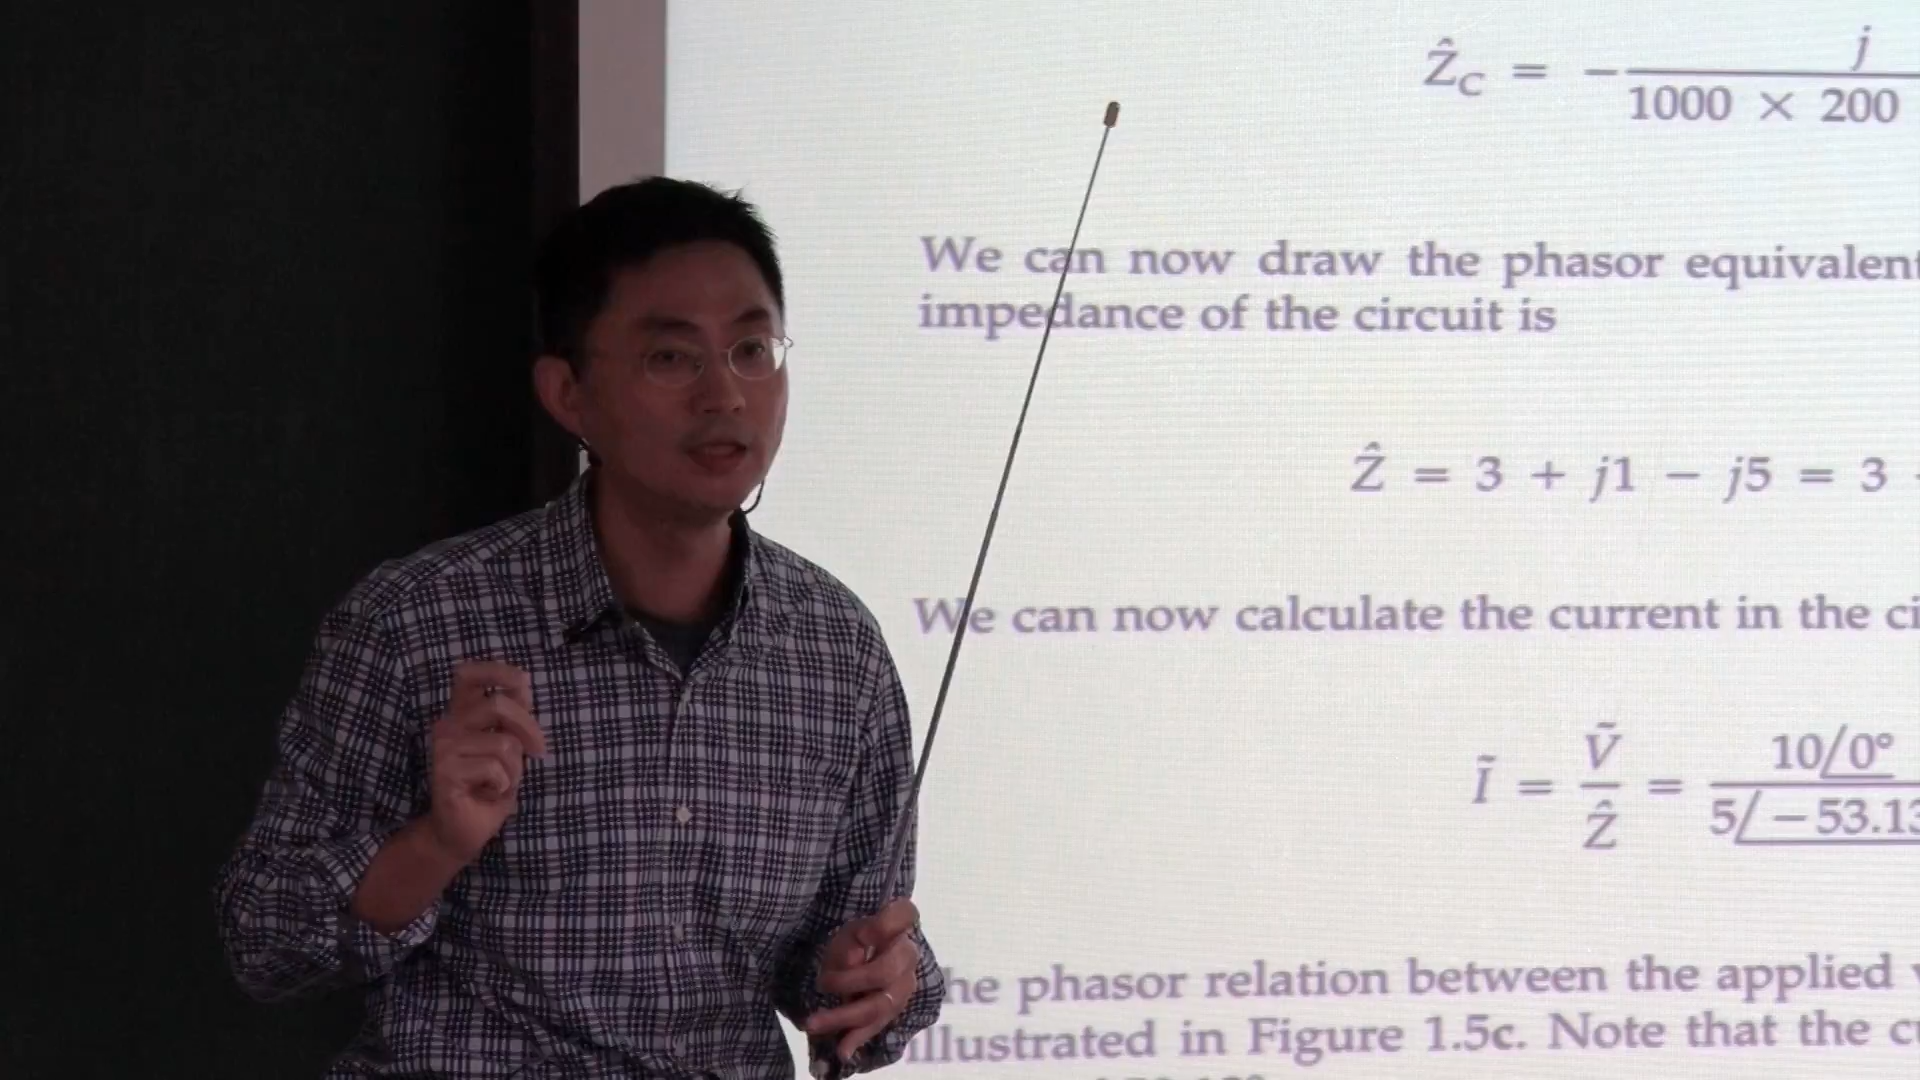 Ẑ_C = − j / 1000 × 200
We can now draw the phasor equivalent
impedance of the circuit is
Ẑ = 3 + j1 − j5 = 3
We can now calculate the current in the ci
Ĩ = Ṽ / Ẑ = 10/0° / 5/−53.13
he phasor relation between the applied
illustrated in Figure 1.5c. Note that the c